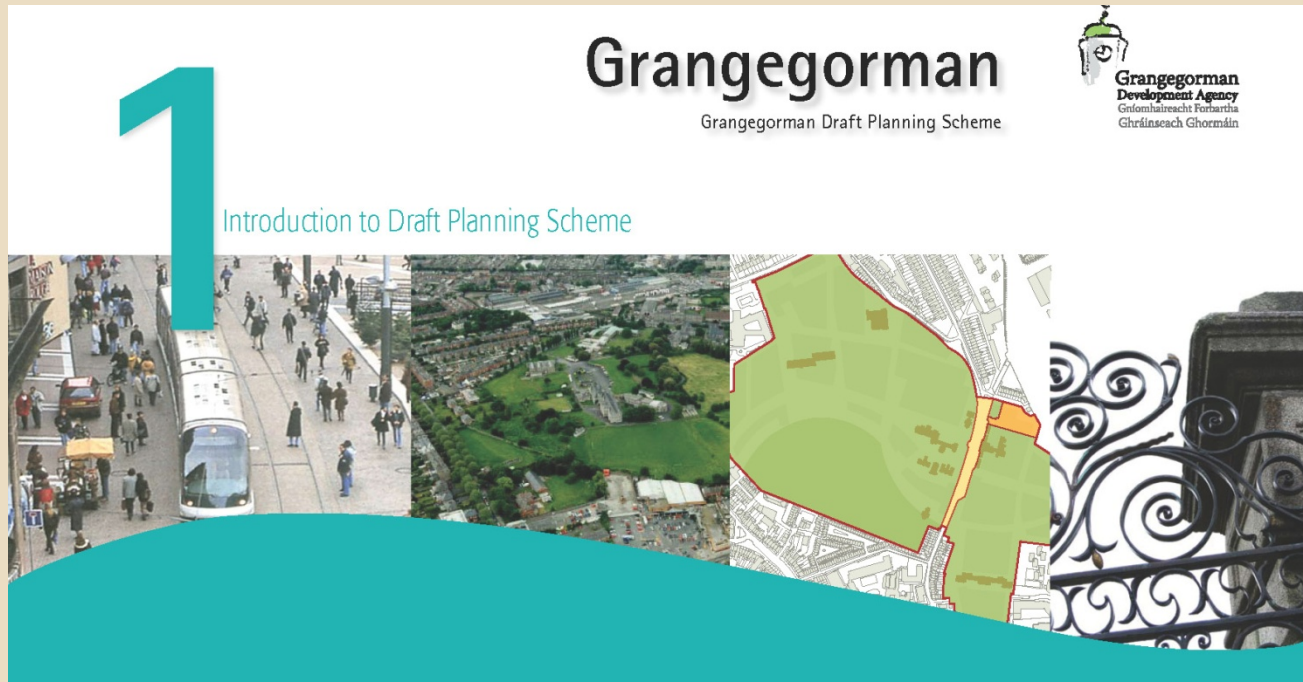 1
Grangegorman
Grangegorman Draft Planning Scheme
Grangegorman
Development Agency
Gníomhaireacht Forbartha
Ghráinseach Ghormáin
Introduction to Draft Planning Scheme